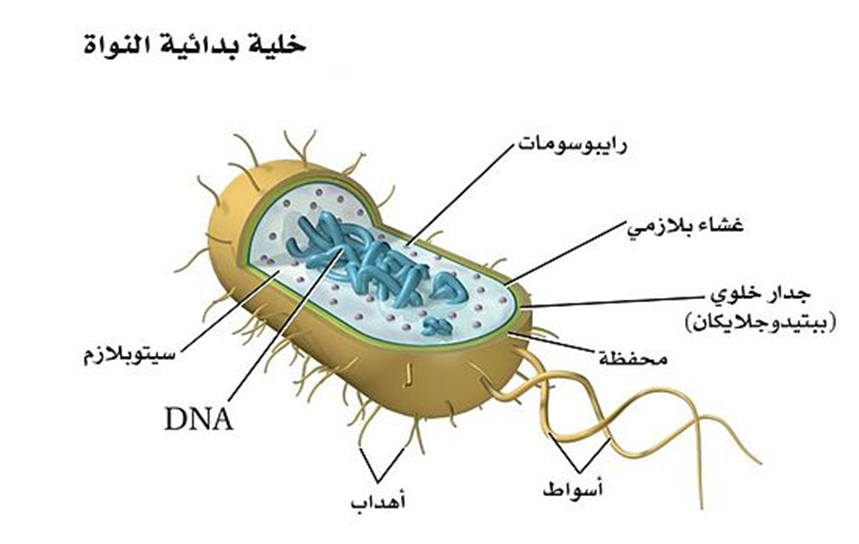 خلية بدائية النواة
رايبوسومات
غشاء بلازمي
جدار خلوي
(ببتيدوجلايكان)
محفظة
سيتوبلازم
DNA
أسواط
أهداب